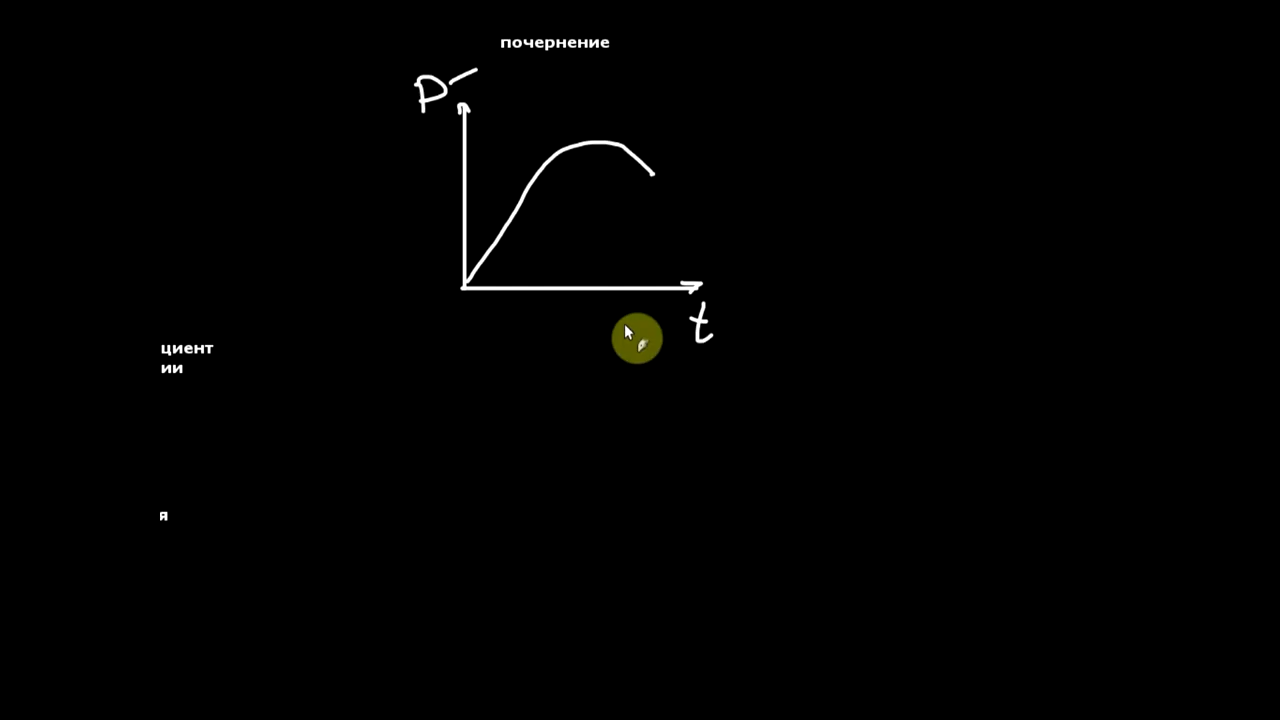 почернение
D
t
циент
ии
я